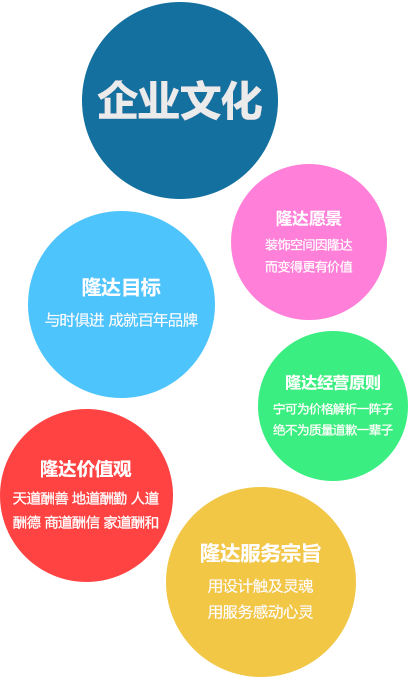 企业文化
隆达愿景
装饰空间因隆达
而变得更有价值
隆达目标
与时俱进 成就百年品牌
隆达经营原则
宁可为价格解析一阵子
绝不为质量道歉一辈子
隆达价值观
天道酬善 地道酬勤 人道
酬德 商道酬信 家道酬和
隆达服务宗旨
用设计触及灵魂
用服务感动心灵